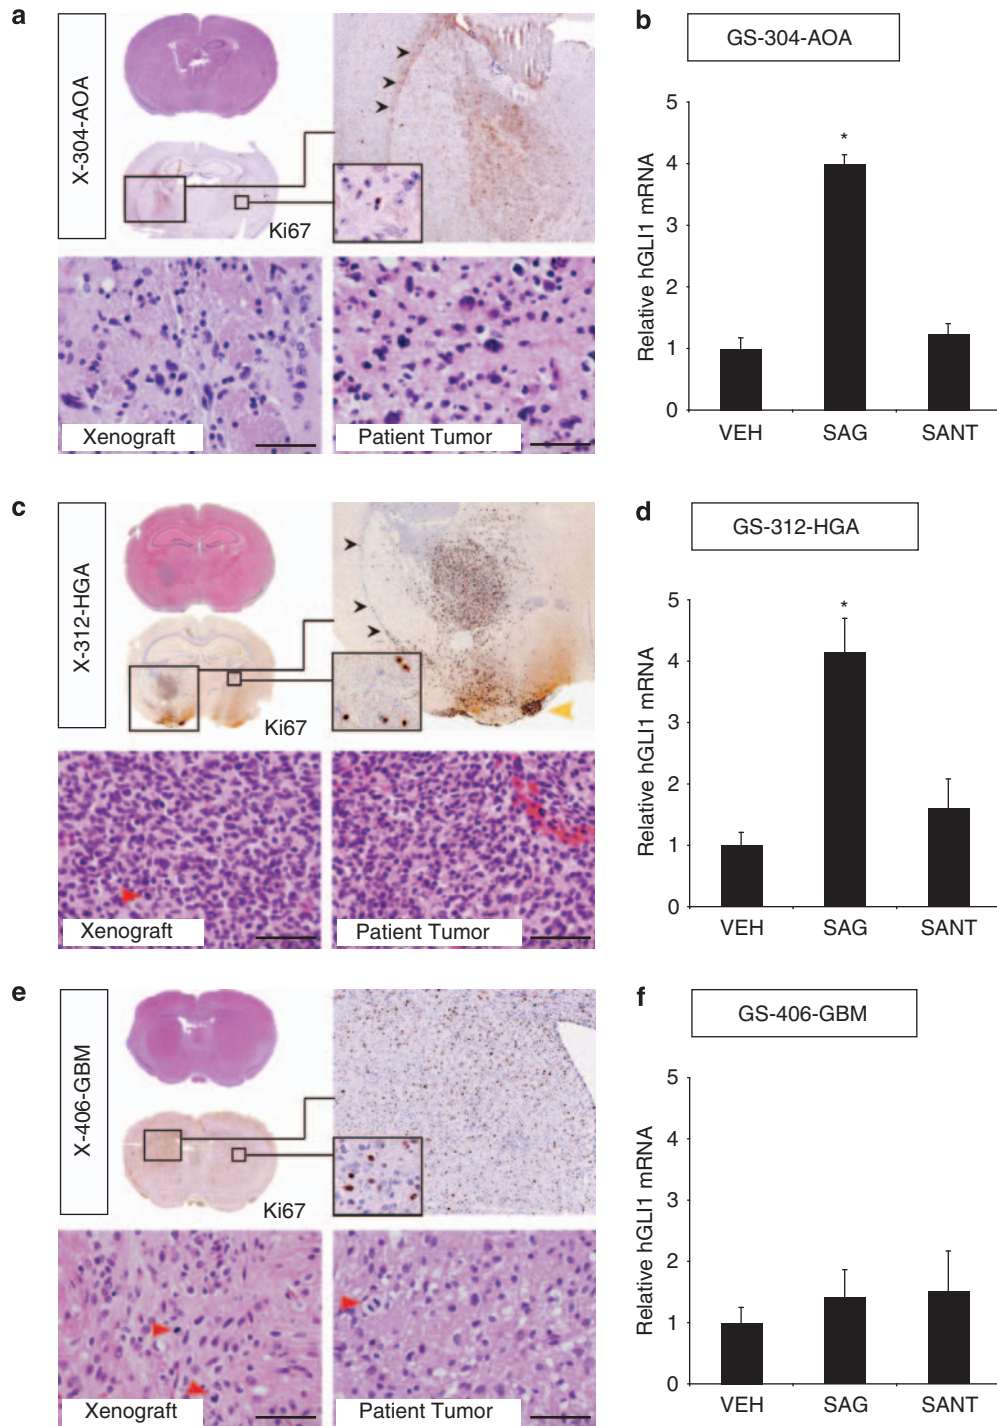 a
X-304-AOA
Ki67
Xenograft
Patient Tumor
b
GS-304-AOA
Relative hGLI1 mRNA
5
4
3
2
1
0
*
VEH
SAG
SANT
c
X-312-HGA
Ki67
Xenograft
Patient Tumor
d
GS-312-HGA
Relative hGLI1 mRNA
5
4
3
2
1
0
*
VEH
SAG
SANT
e
X-406-GBM
Ki67
Xenograft
Patient Tumor
f
GS-406-GBM
Relative hGLI1 mRNA
5
4
3
2
1
0
VEH
SAG
SANT